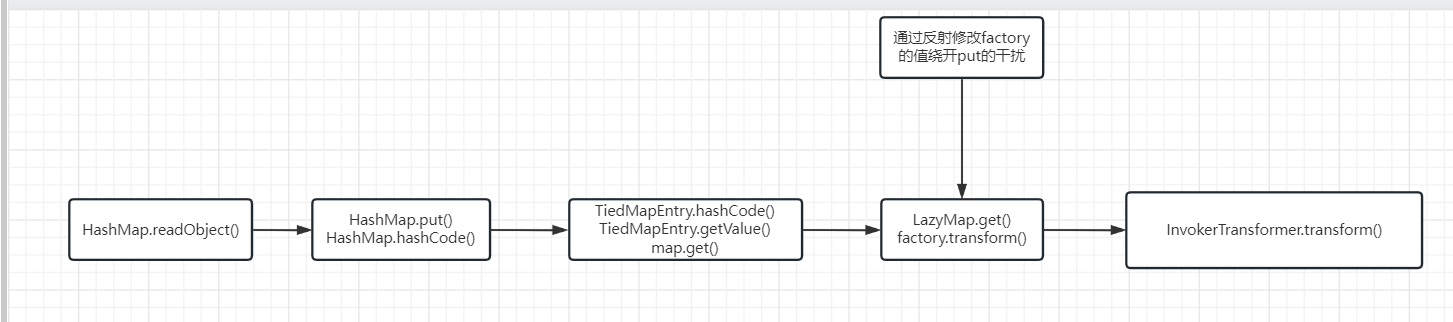 通过反射修改factory
的值绕开put的干扰
HashMap.readObject()
HashMap.put()
HashMap.hashCode()
TiedMapEntry.hashCode()
TiedMapEntry.getValue()
map.get()
LazyMap.get()
factory.transform()
InvokerTransformer.transform()